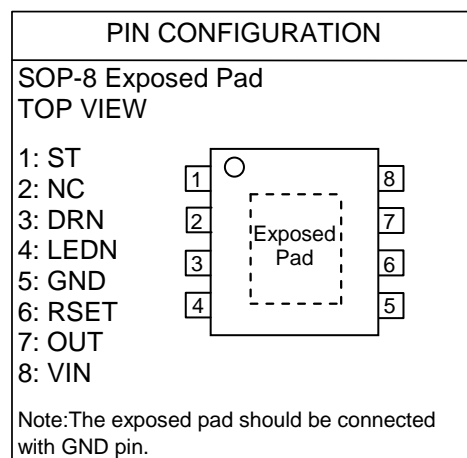 PIN CONFIGURATION
SOP-8 Exposed Pad
TOP VIEW
1: ST
2: NC
3: DRN
4: LEDN
5: GND
6: RSET
7: OUT
8: VIN
1
2
3
4
Exposed
Pad
8
7
6
5
Note:The exposed pad should be connected
with GND pin.